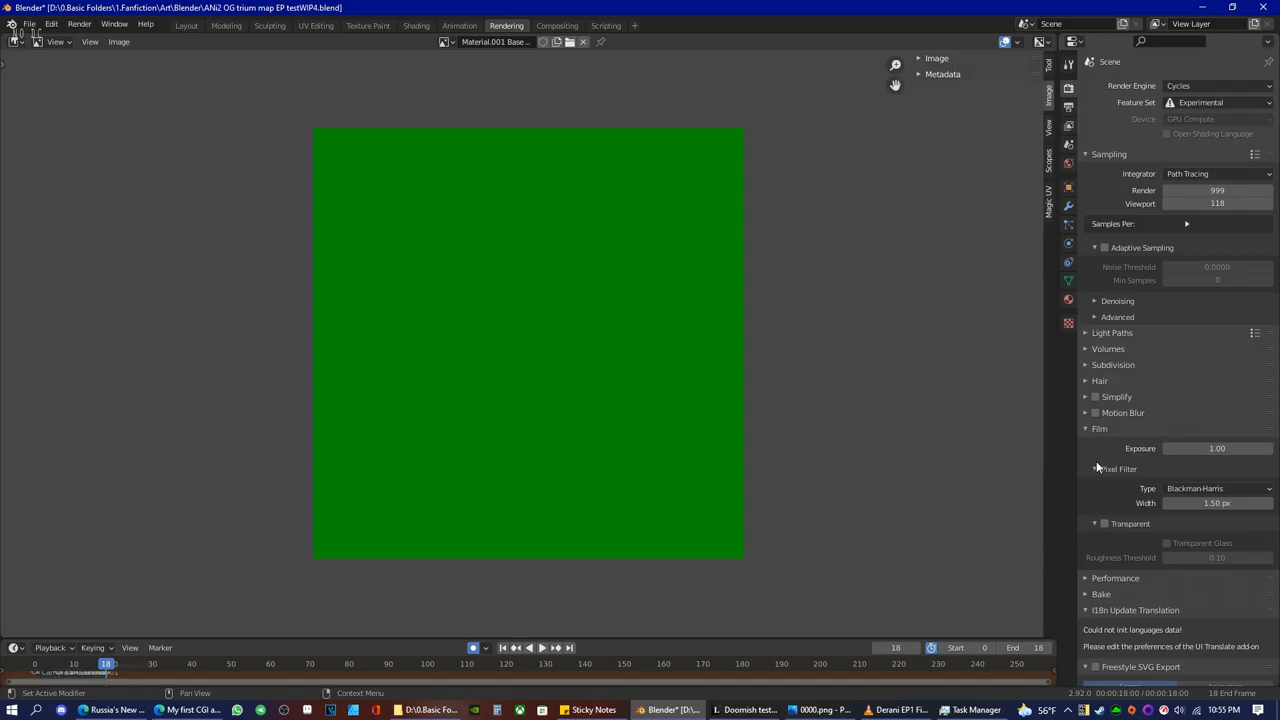 Blender* [D:\0.Basic Folders\1.Fanfiction\Art\Blender\ANi2 OG trium map EP testWIP4.blend]
File Edit Render Window Help
Layout Modeling Sculpting UV Editing Texture Paint Shading Animation Rendering Compositing Scripting +
Scene View Layer
View View Image
Material.001 Base ...
Image
Metadata
Tool
Image
View
Scopes
Magic UV
Scene
Render Engine Cycles
Feature Set Experimental
Device GPU Compute
Open Shading Language
Sampling
Integrator Path Tracing
Render 999
Viewport 118
Samples Per:
Adaptive Sampling
Noise Threshold 0.0000
Min Samples 0
Denoising
Advanced
Light Paths
Volumes
Subdivision
Hair
Simplify
Motion Blur
Film
Exposure 1.00
Pixel Filter
Type Blackman-Harris
Width 1.50 px
Transparent
Transparent Glass
Roughness Threshold 0.10
Performance
Bake
I18n Update Translation
Could not init languages data!
Please edit the preferences of the UI Translate add-on
Freestyle SVG Export
Playback Keying View Marker
18 Start 0 End 18
0 10 18 30 40 50 60 70 80 90 100 110 120 130 140 150 160 170 180 190 200 210 220 230 240 250
Set Active Modifier Pan View Context Menu
2.92.0 00:00:18:00 / 00:00:18:00 18 End Frame
Russia's New ... My first CGI a... D:\0.Basic Fo... Sticky Notes Blender* [D:\... Doomish test... 0000.png - P... Derani EP1 Fi... Task Manager 56°F 10:55 PM